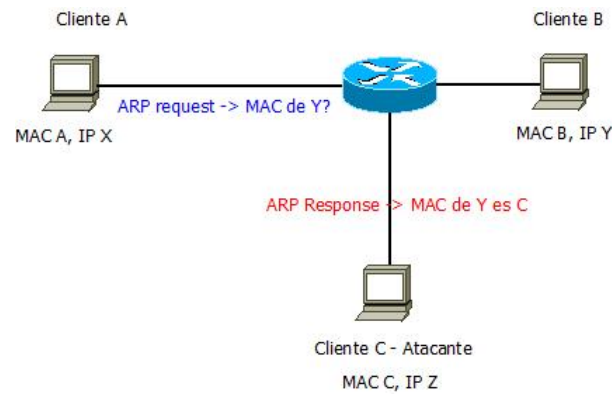 Cliente A
Cliente B
ARP request -> MAC de Y?
MAC A, IP X
MAC B, IP Y
ARP Response -> MAC de Y es C
Cliente C - Atacante
MAC C, IP Z